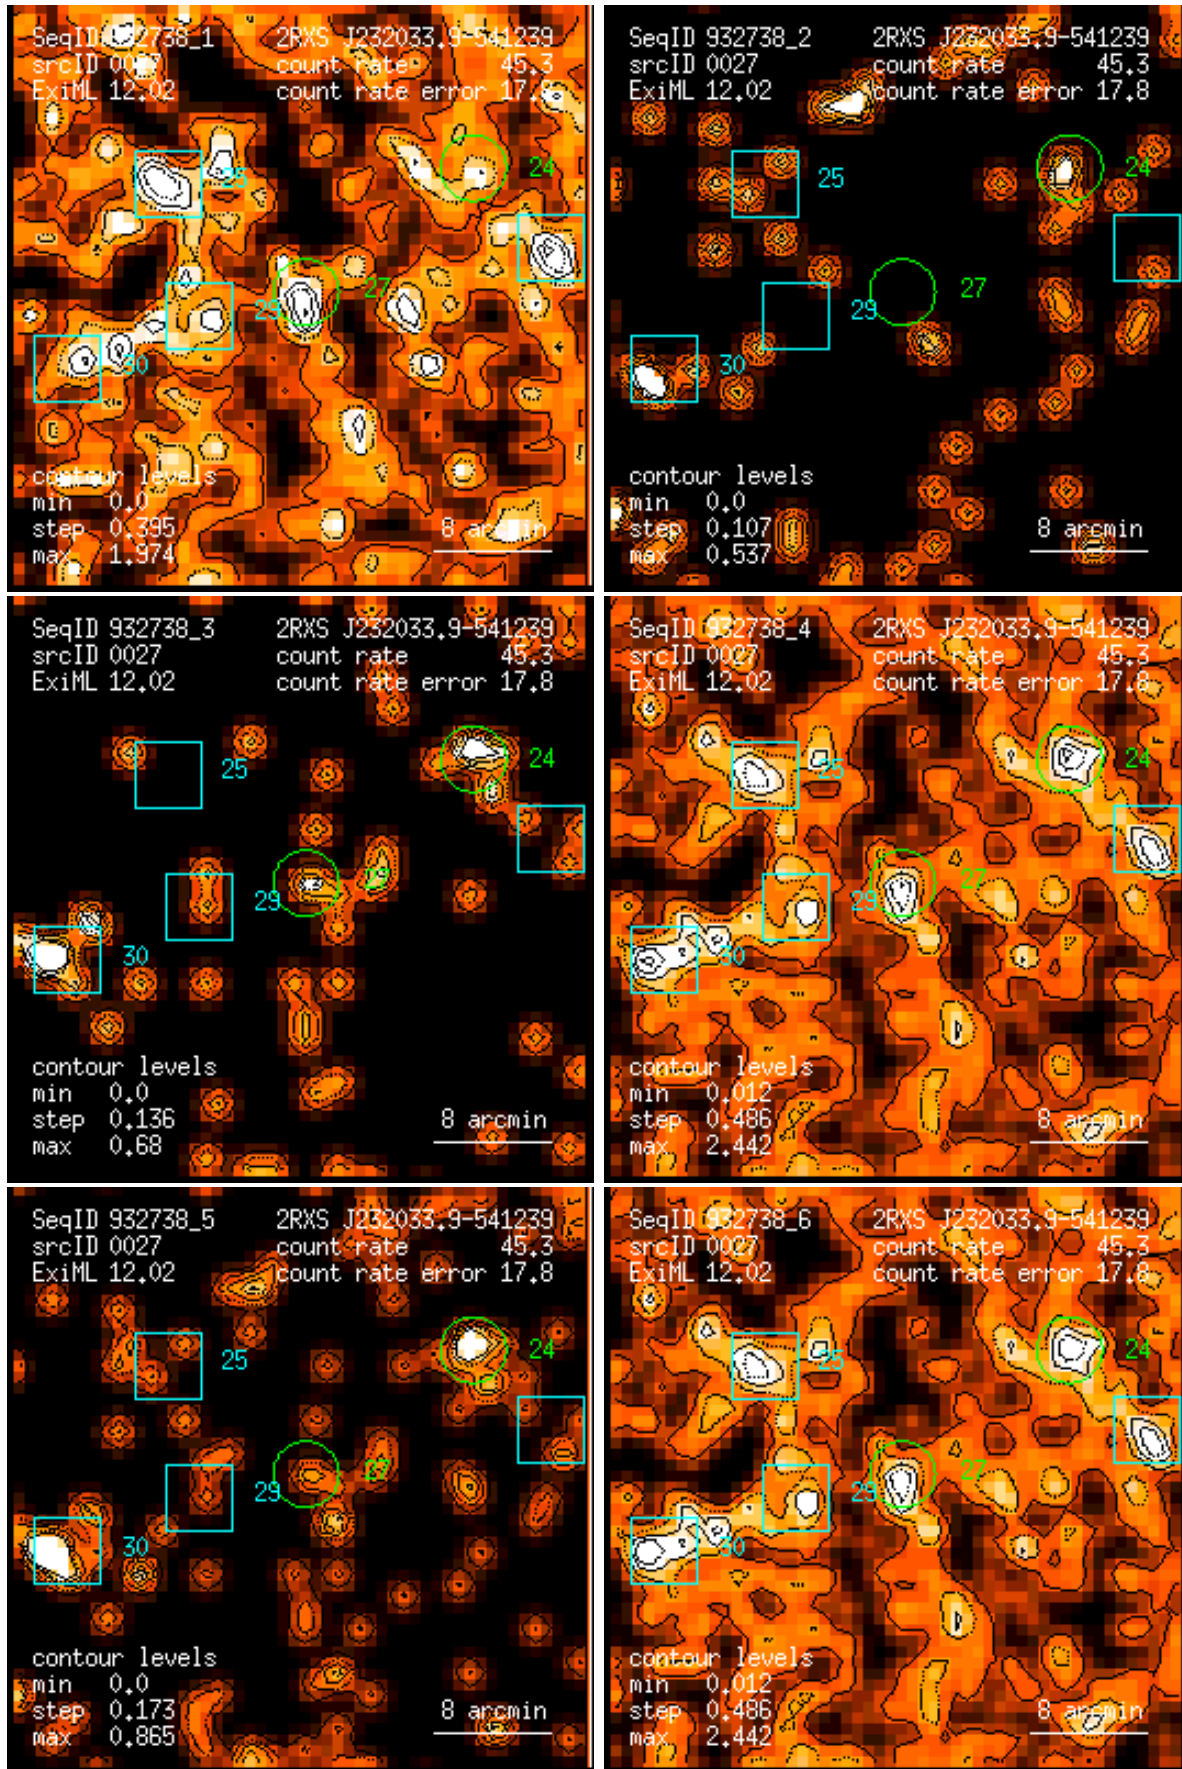 SeqID 932738_1 2RXS J232033.9-541239
srcID 0027 count rate 45.3
ExiML 12.02 count rate error 17.8
24
25
27
29
30
contour levels
min 0.0
step 0.395
max 1.974
8 arcmin
SeqID 932738_2 2RXS J232033.9-541239
srcID 0027 count rate 45.3
ExiML 12.02 count rate error 17.8
24
25
27
29
30
contour levels
min 0.0
step 0.107
max 0.537
8 arcmin
SeqID 932738_3 2RXS J232033.9-541239
srcID 0027 count rate 45.3
ExiML 12.02 count rate error 17.8
24
25
27
29
30
contour levels
min 0.0
step 0.136
max 0.68
8 arcmin
SeqID 932738_4 2RXS J232033.9-541239
srcID 0027 count rate 45.3
ExiML 12.02 count rate error 17.8
24
25
27
29
30
contour levels
min 0.012
step 0.486
max 2.442
8 arcmin
SeqID 932738_5 2RXS J232033.9-541239
srcID 0027 count rate 45.3
ExiML 12.02 count rate error 17.8
24
25
27
29
30
contour levels
min 0.0
step 0.173
max 0.865
8 arcmin
SeqID 932738_6 2RXS J232033.9-541239
srcID 0027 count rate 45.3
ExiML 12.02 count rate error 17.8
24
25
27
29
30
contour levels
min 0.012
step 0.486
max 2.442
8 arcmin